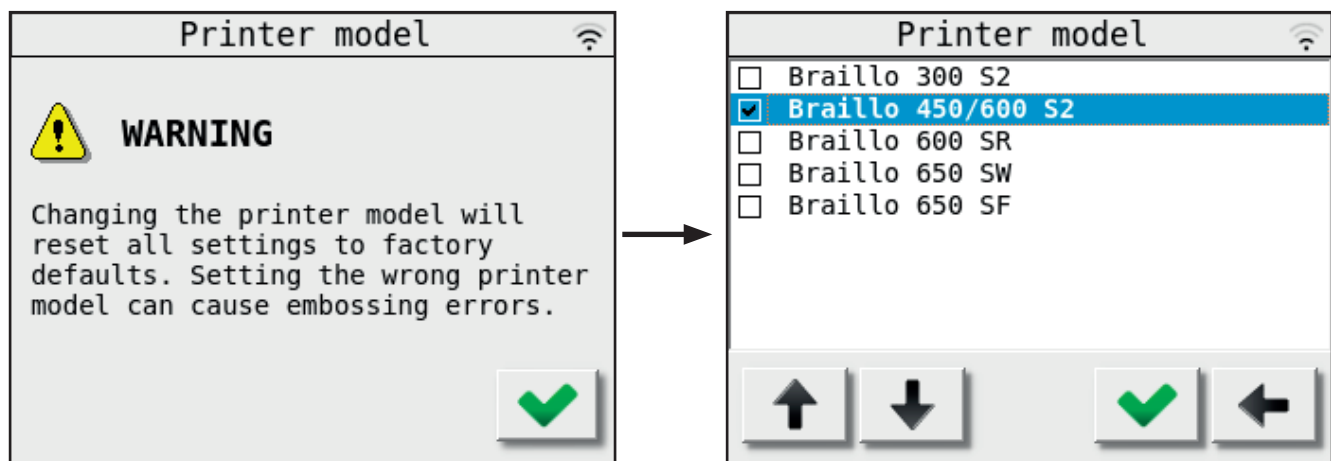 Printer model
WARNING
Changing the printer model will
reset all settings to factory
defaults. Setting the wrong printer
model can cause embossing errors.
Printer model
Braillo 300 S2
Braillo 450/600 S2
Braillo 600 SR
Braillo 650 SW
Braillo 650 SF